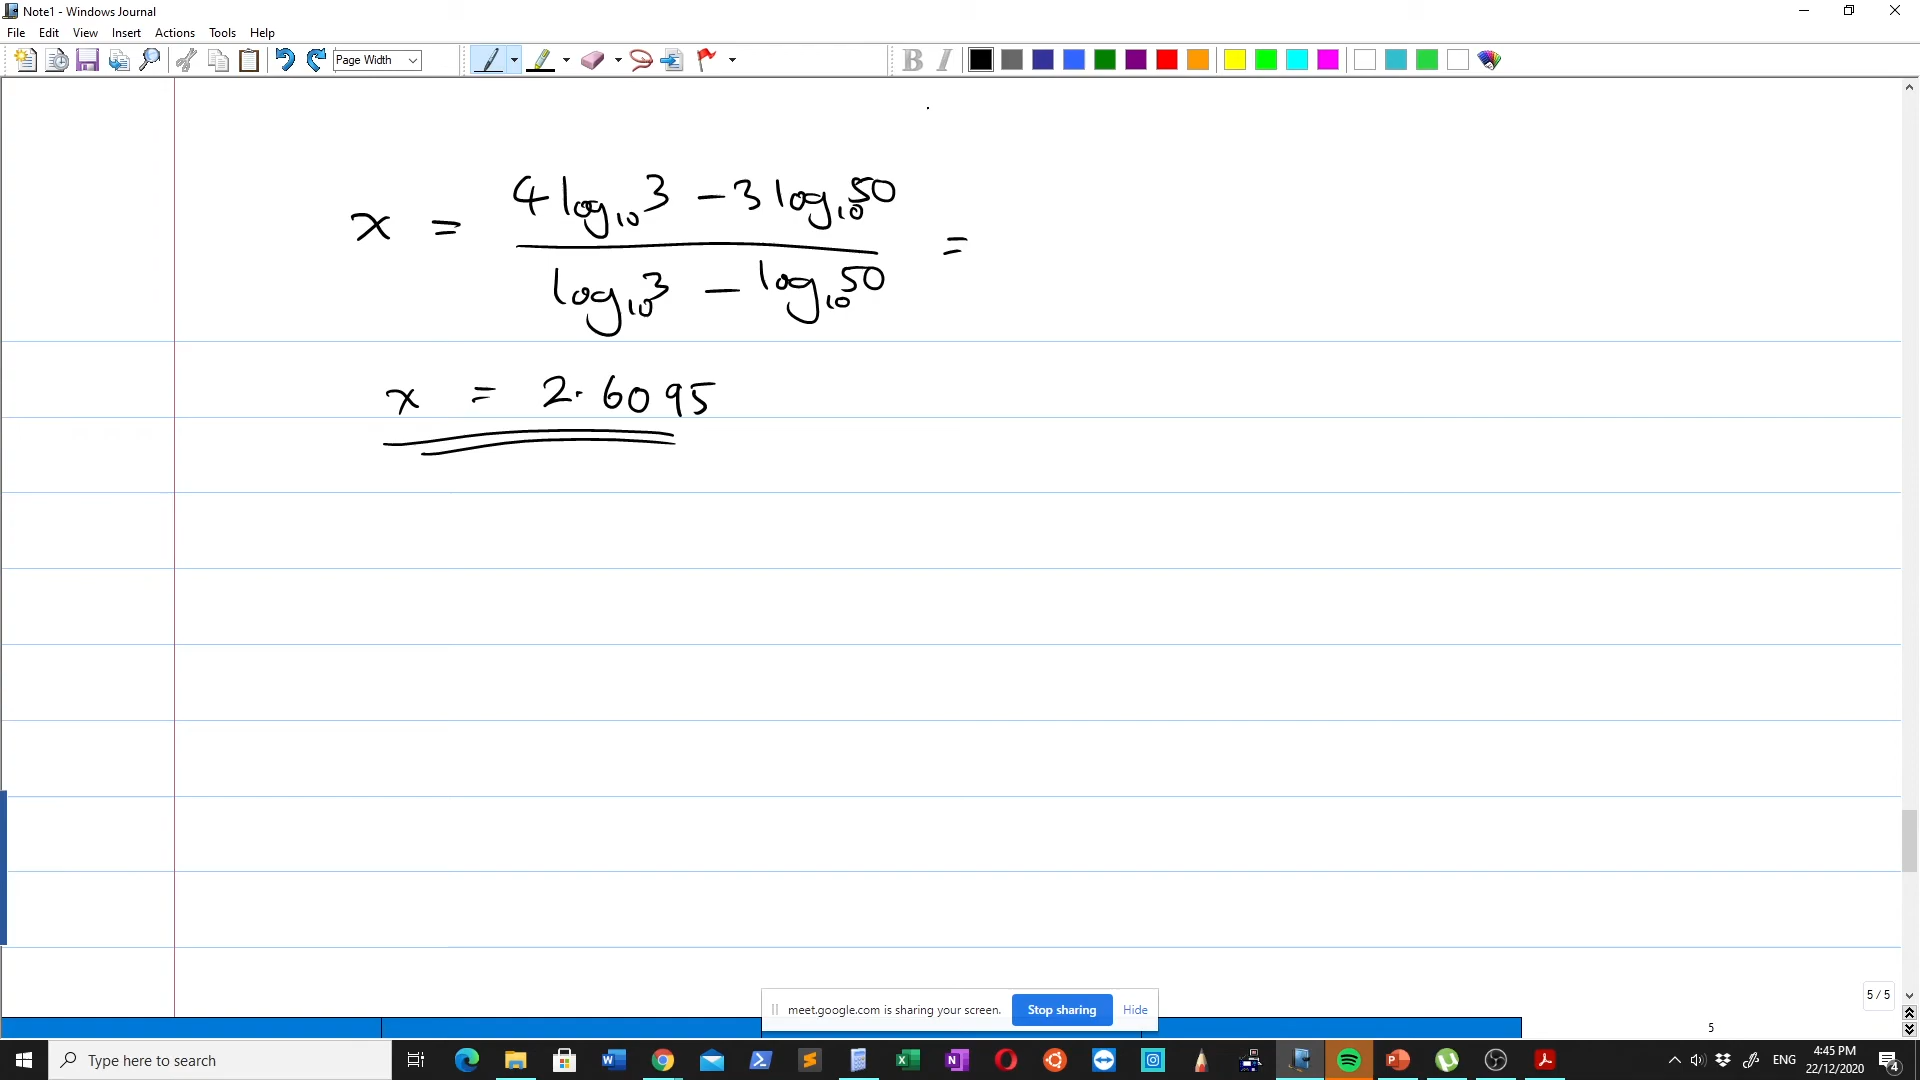 Note1 - Windows Journal
File Edit View Insert Actions Tools Help
Page Width
B I
x = 4 log₁₀ 3 − 3 log₁₀ 50 =
log₁₀ 3 − log₁₀ 50
x = 2.6095
5 / 5
meet.google.com is sharing your screen. Stop sharing Hide
5
Type here to search
ENG
4:45 PM
22/12/2020
4